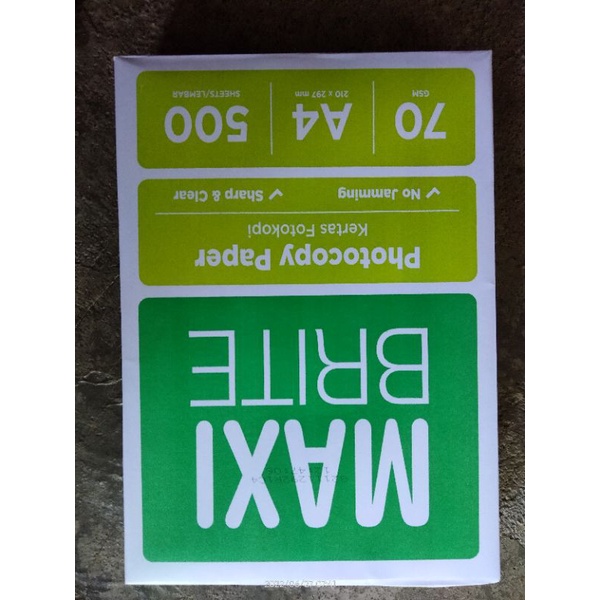 MAXI
BRITE
Photocopy Paper
Kertas Fotokopi
✓ No Jamming ✓ Sharp & Clear
70 A4 500
GSM 210 x 297 mm SHEETS/LEMBAR